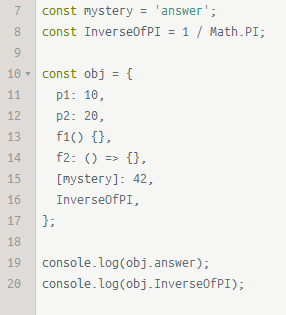 7 const mystery = 'answer';
8 const InverseOfPI = 1 / Math.PI;
9
10 const obj = {
11   p1: 10,
12   p2: 20,
13   f1() {},
14   f2: () => {},
15   [mystery]: 42,
16   InverseOfPI,
17 };
18
19 console.log(obj.answer);
20 console.log(obj.InverseOfPI);